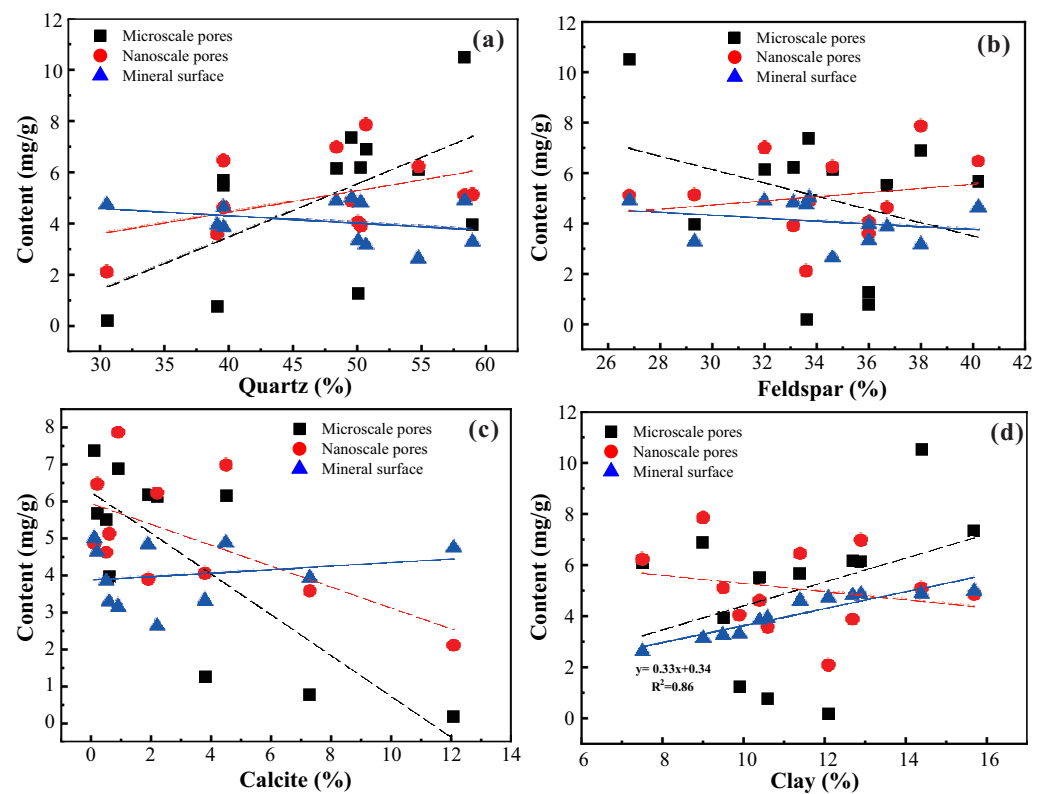 (a)
Microscale pores
Nanoscale pores
Mineral surface
Content (mg/g)
12
10
8
6
4
2
0
30 35 40 45 50 55 60
Quartz (%)
(b)
Microscale pores
Nanoscale pores
Mineral surface
Content (mg/g)
12
10
8
6
4
2
0
26 28 30 32 34 36 38 40 42
Feldspar (%)
(c)
Microscale pores
Nanoscale pores
Mineral surface
Content (mg/g)
8
7
6
5
4
3
2
1
0
0 2 4 6 8 10 12 14
Calcite (%)
(d)
Microscale pores
Nanoscale pores
Mineral surface
Content (mg/g)
12
10
8
6
4
2
0
y= 0.33x+0.34
R²=0.86
6 8 10 12 14 16
Clay (%)